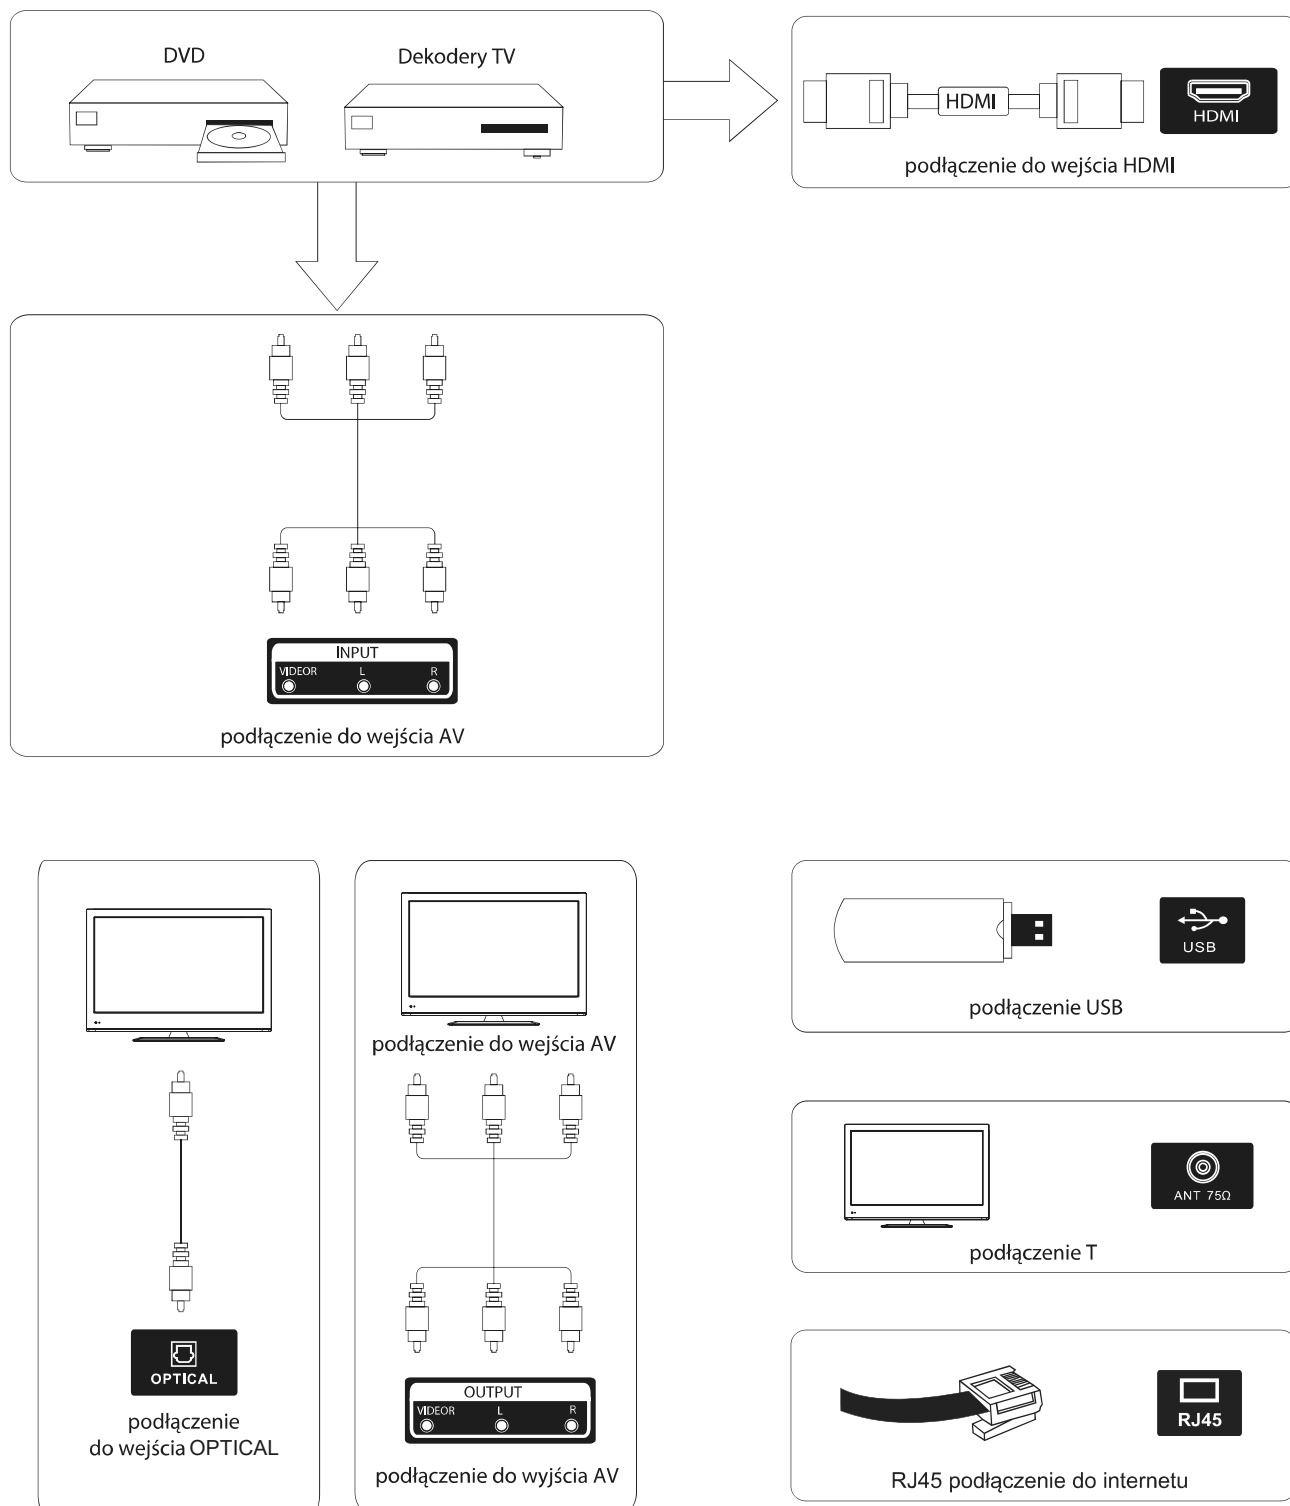 DVD
Dekodery TV
HDMI
HDMI
podłączenie do wejścia HDMI
INPUT
VIDEOR L R
podłączenie do wejścia AV
OPTICAL
podłączenie
do wejścia OPTICAL
podłączenie do wejścia AV
OUTPUT
VIDEOR L R
podłączenie do wyjścia AV
USB
podłączenie USB
ANT 75Ω
podłączenie T
RJ45
RJ45 podłączenie do internetu